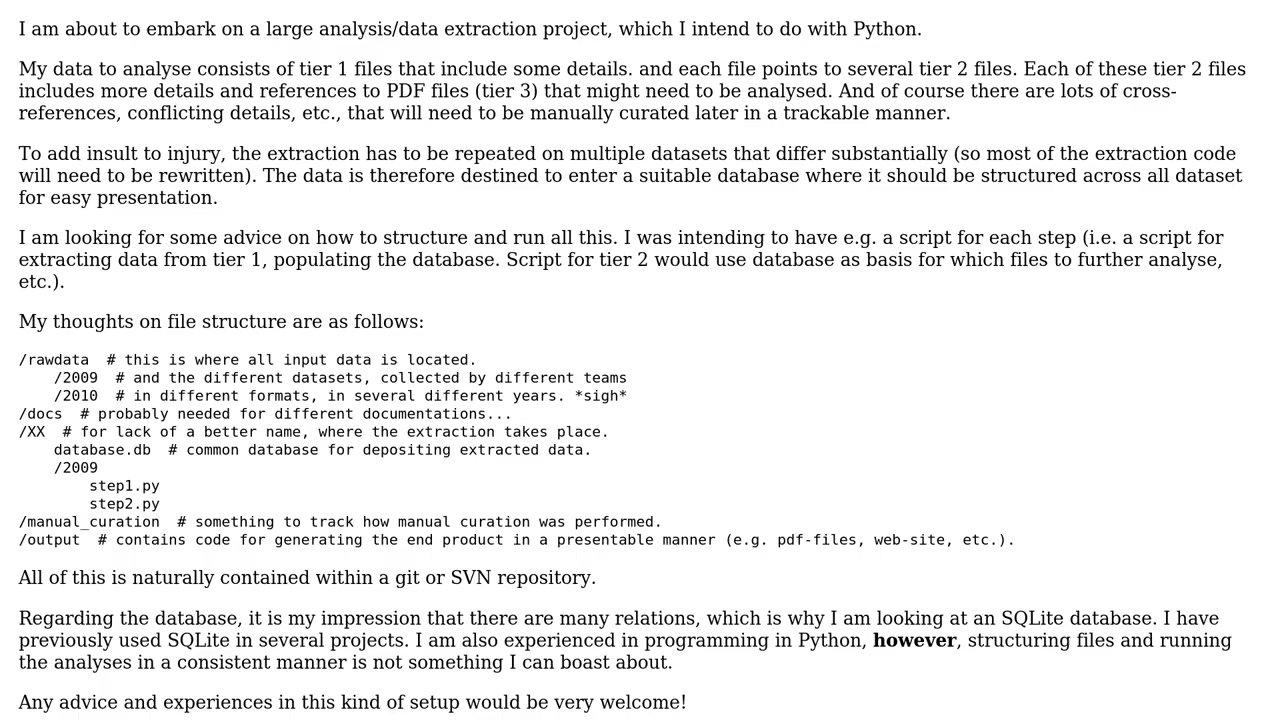 I am about to embark on a large analysis/data extraction project, which I intend to do with Python.
My data to analyse consists of tier 1 files that include some details. and each file points to several tier 2 files. Each of these tier 2 files
includes more details and references to PDF files (tier 3) that might need to be analysed. And of course there are lots of cross-
references, conflicting details, etc., that will need to be manually curated later in a trackable manner.
To add insult to injury, the extraction has to be repeated on multiple datasets that differ substantially (so most of the extraction code
will need to be rewritten). The data is therefore destined to enter a suitable database where it should be structured across all dataset
for easy presentation.
I am looking for some advice on how to structure and run all this. I was intending to have e.g. a script for each step (i.e. a script for
extracting data from tier 1, populating the database. Script for tier 2 would use database as basis for which files to further analyse,
etc.).
My thoughts on file structure are as follows:
/rawdata  # this is where all input data is located.
    /2009  # and the different datasets, collected by different teams
    /2010  # in different formats, in several different years. *sigh*
/docs  # probably needed for different documentations...
/XX  # for lack of a better name, where the extraction takes place.
    database.db  # common database for depositing extracted data.
    /2009
        step1.py
        step2.py
/manual_curation  # something to track how manual curation was performed.
/output  # contains code for generating the end product in a presentable manner (e.g. pdf-files, web-site, etc.).
All of this is naturally contained within a git or SVN repository.
Regarding the database, it is my impression that there are many relations, which is why I am looking at an SQLite database. I have
previously used SQLite in several projects. I am also experienced in programming in Python, however, structuring files and running
the analyses in a consistent manner is not something I can boast about.
Any advice and experiences in this kind of setup would be very welcome!